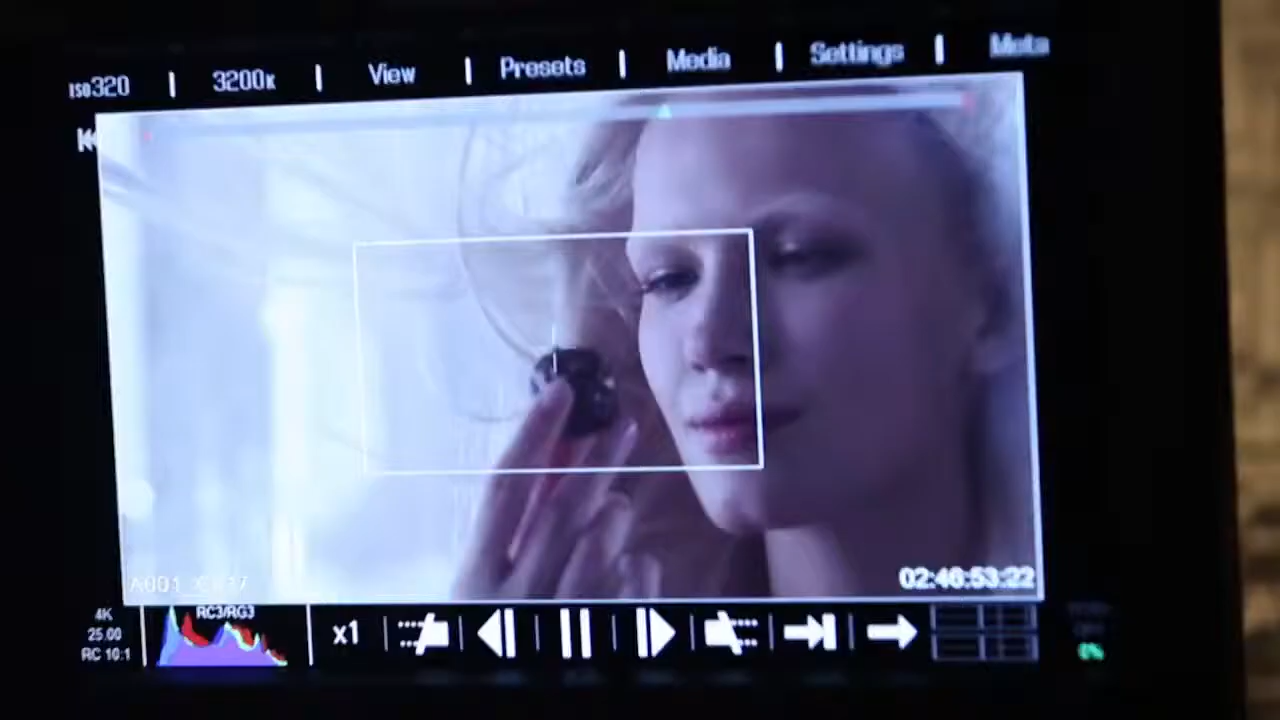 ISO320 | 3200K | View | Presets | Media | Settings | Meta
02:46:53:22
4K
25.00
RC 10:1
RC3/RG3
x1
0%